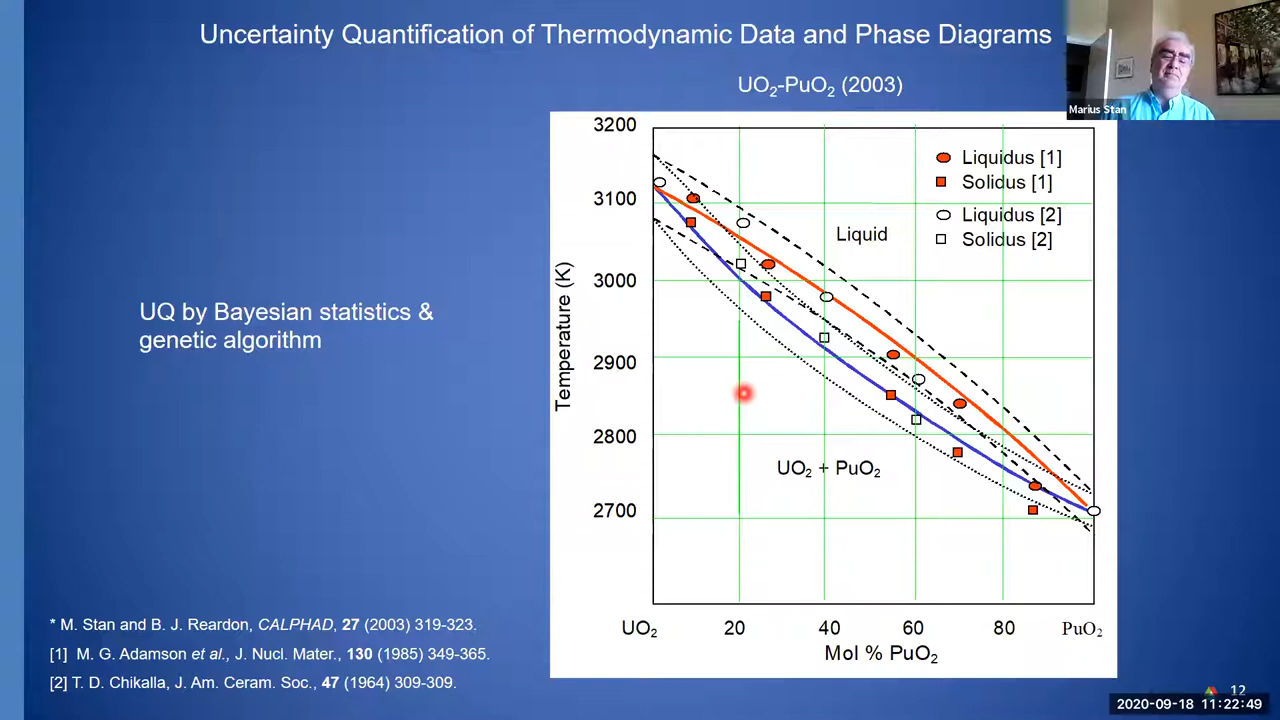 Uncertainty Quantification of Thermodynamic Data and Phase Diagrams
Marius Stan
UO₂-PuO₂ (2003)
UQ by Bayesian statistics &
genetic algorithm
3200
3100
3000
2900
2800
2700
Temperature (K)
Liquidus [1]
Solidus [1]
Liquidus [2]
Solidus [2]
Liquid
UO₂ + PuO₂
UO₂ 20 40 60 80 PuO₂
Mol % PuO₂
* M. Stan and B. J. Reardon, CALPHAD, 27 (2003) 319-323.
[1] M. G. Adamson et al., J. Nucl. Mater., 130 (1985) 349-365.
[2] T. D. Chikalla, J. Am. Ceram. Soc., 47 (1964) 309-309.
12
2020-09-18 11:22:49